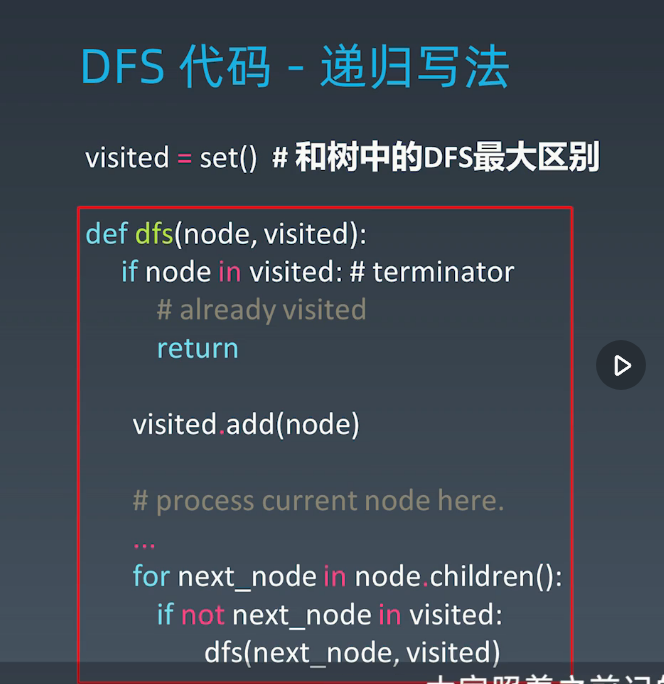 DFS 代码 - 递归写法
visited = set() # 和树中的DFS最大区别
def dfs(node, visited):
if node in visited: # terminator
# already visited
return
visited.add(node)
# process current node here.
...
for next_node in node.children():
if not next_node in visited:
dfs(next_node, visited)